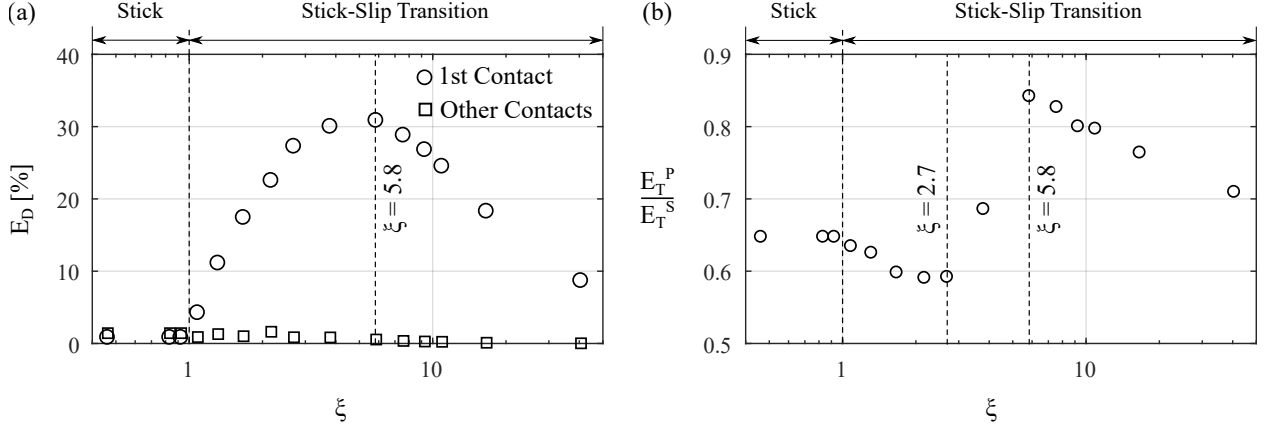 (a)
Stick
Stick-Slip Transition
40
30
20
10
0
E_D [%]
1st Contact
Other Contacts
ξ = 5.8
1
10
ξ
(b)
Stick
Stick-Slip Transition
0.9
0.8
0.7
0.6
0.5
E_T^P
E_T^S
ξ = 2.7
ξ = 5.8
1
10
ξ